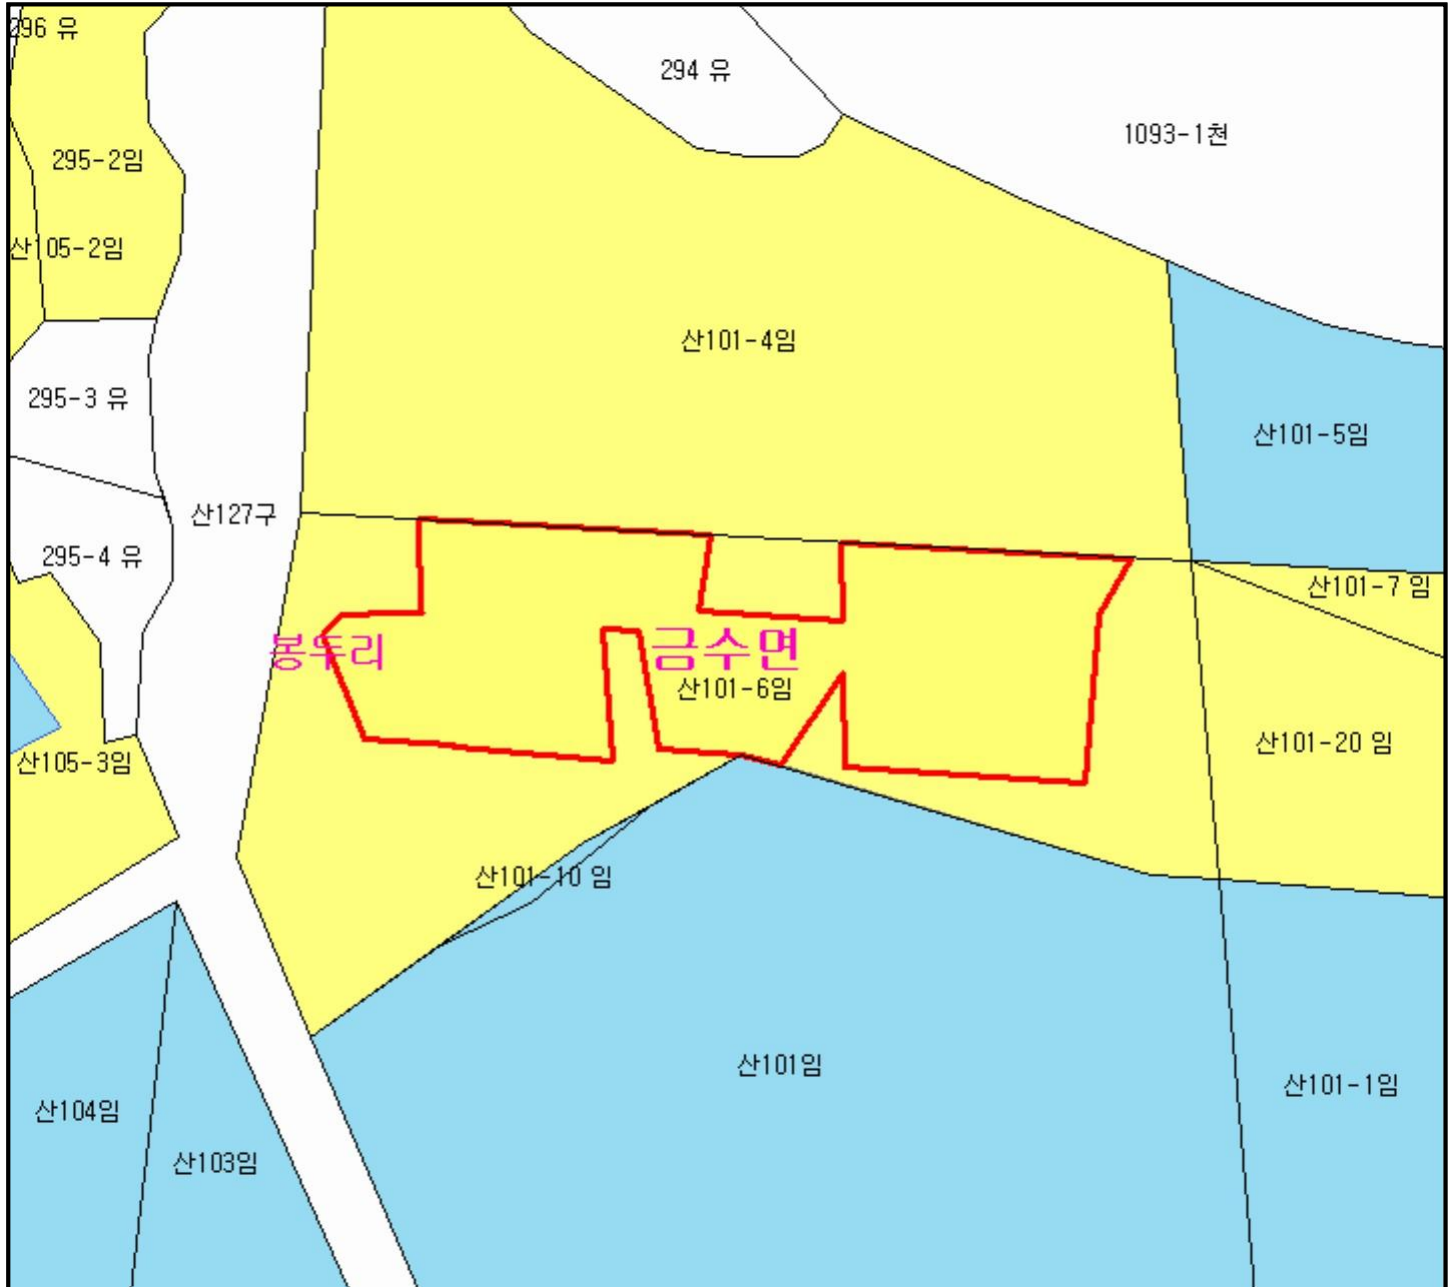 296 유
294 유
1093-1천
295-2임
산105-2임
산101-4임
295-3 유
산101-5임
산127구
295-4 유
산101-7 임
봉두리
금수면
산101-6임
산101-20 임
산105-3임
산101-10 임
산101임
산101-1임
산104임
산103임